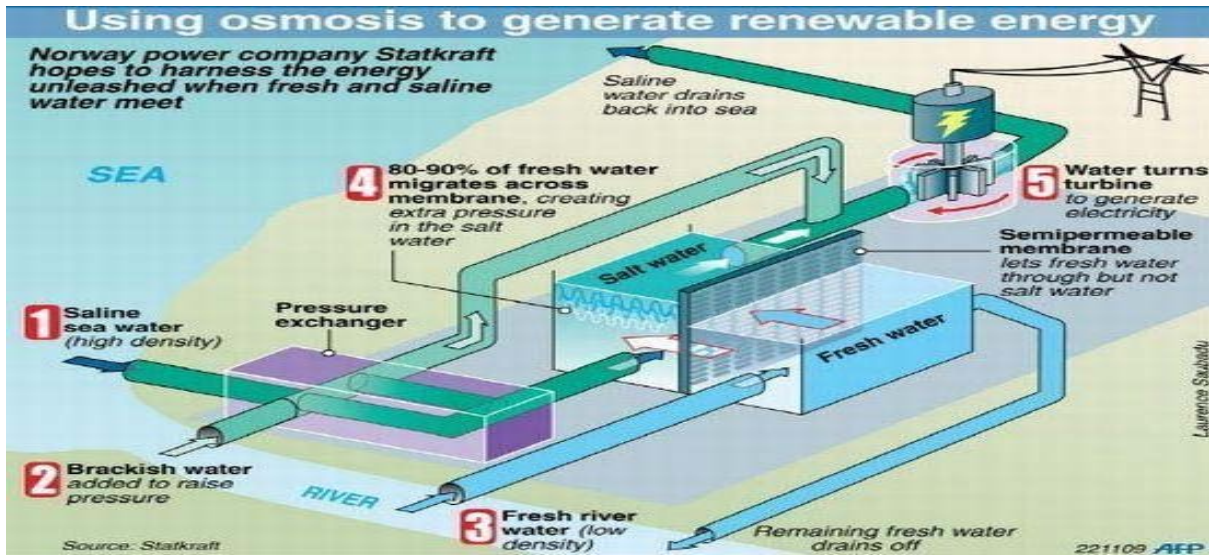 Using osmosis to generate renewable energy
Norway power company Statkraft
hopes to harness the energy
unleashed when fresh and saline
water meet
Saline
water drains
back into sea
SEA
4
80-90% of fresh water
migrates across
membrane, creating
extra pressure
in the salt
water
5
Water turns
turbine
to generate
electricity
Semipermeable
membrane
lets fresh water
through but not
salt water
Salt water
Fresh water
1
Saline
sea water
(high density)
Pressure
exchanger
2
Brackish water
added to raise
pressure
RIVER
3
Fresh river
water (low
density)
Remaining fresh water
drains off
Laurence Saubadu
Source: Statkraft
221109 AFP